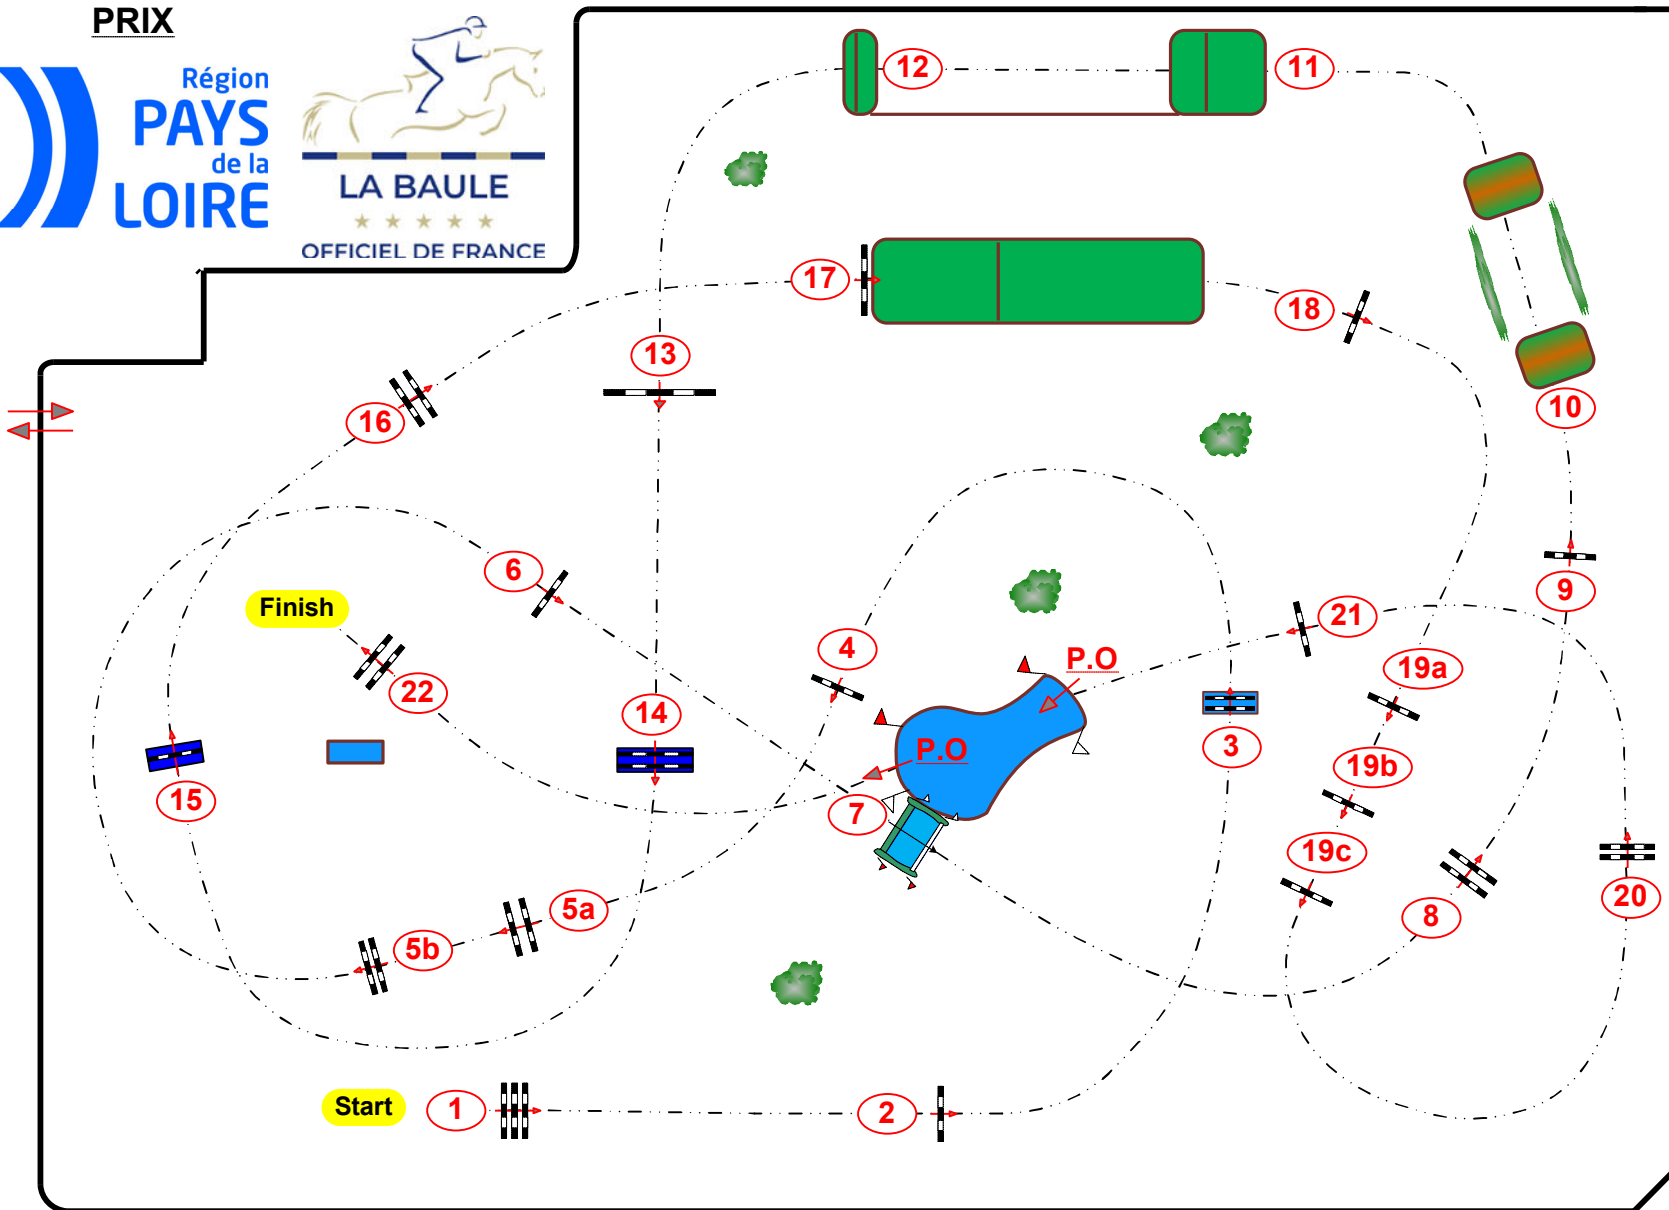 PRIX
Région
PAYS
de la
LOIRE
LA BAULE
OFFICIEL DE FRANCE
12
11
17
18
13
16
10
6
Finish
9
21
4
P.O
19a
22
14
3
P.O
19b
15
7
19c
20
5a
8
5b
Start
1
2